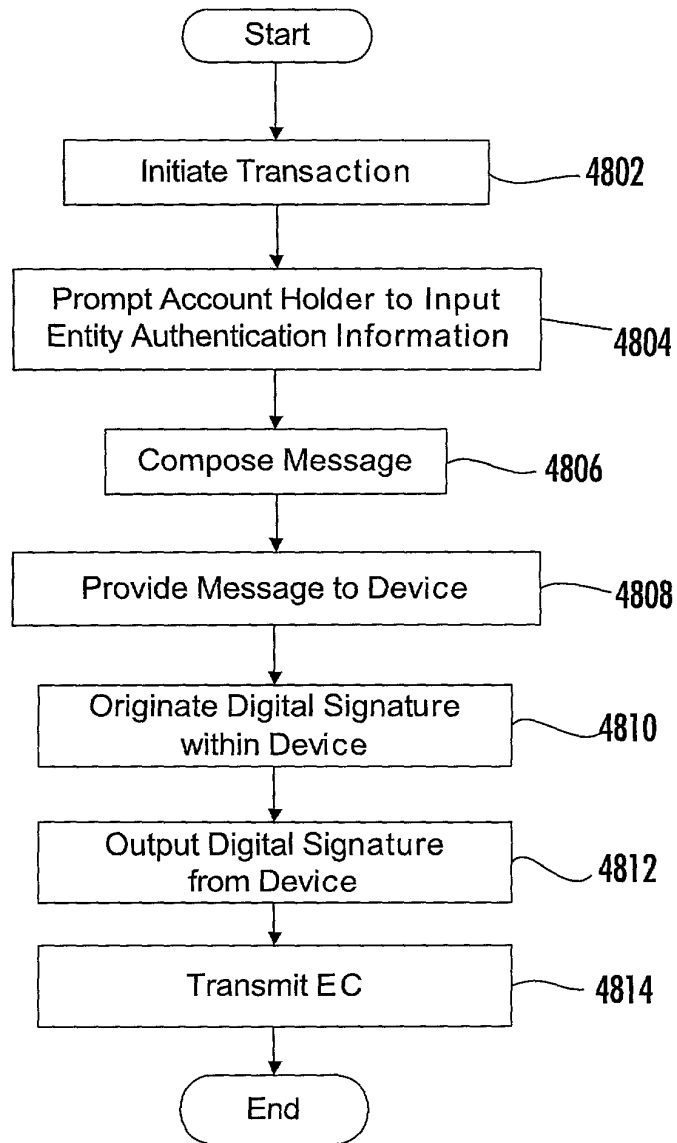 Start
Initiate Transaction
4802
Prompt Account Holder to Input
Entity Authentication Information
4804
Compose Message
4806
Provide Message to Device
4808
Originate Digital Signature
within Device
4810
Output Digital Signature
from Device
4812
Transmit EC
4814
End